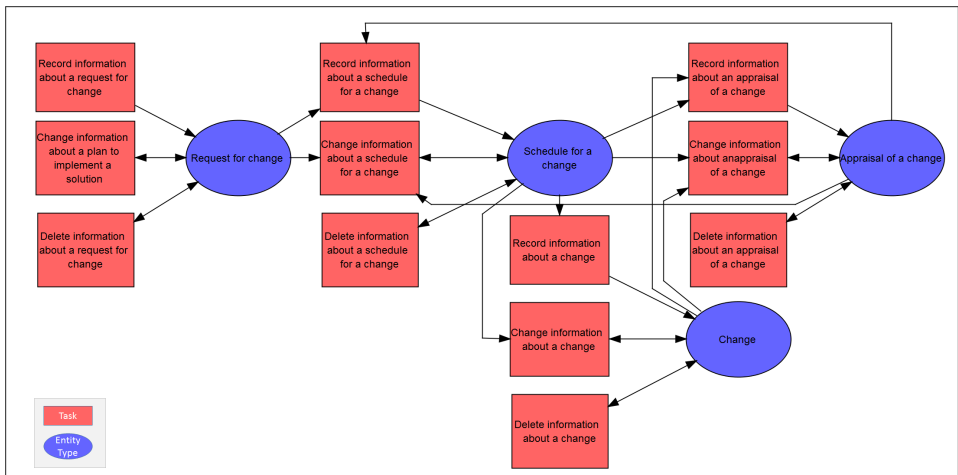 Record information
about a request for
change
Record information
about a schedule
for a change
Record information
about an appraisal
of a change
Change information
about a plan to
implement a
solution
Request for change
Change information
about a schedule
for a change
Schedule for a
change
Change information
about anappraisal
of a change
Appraisal of a change
Delete information
about a request for
change
Delete information
about a schedule
for a change
Record information
about a change
Delete information
about an appraisal
of a change
Change information
about a change
Change
Delete information
about a change
Task
Entity
Type